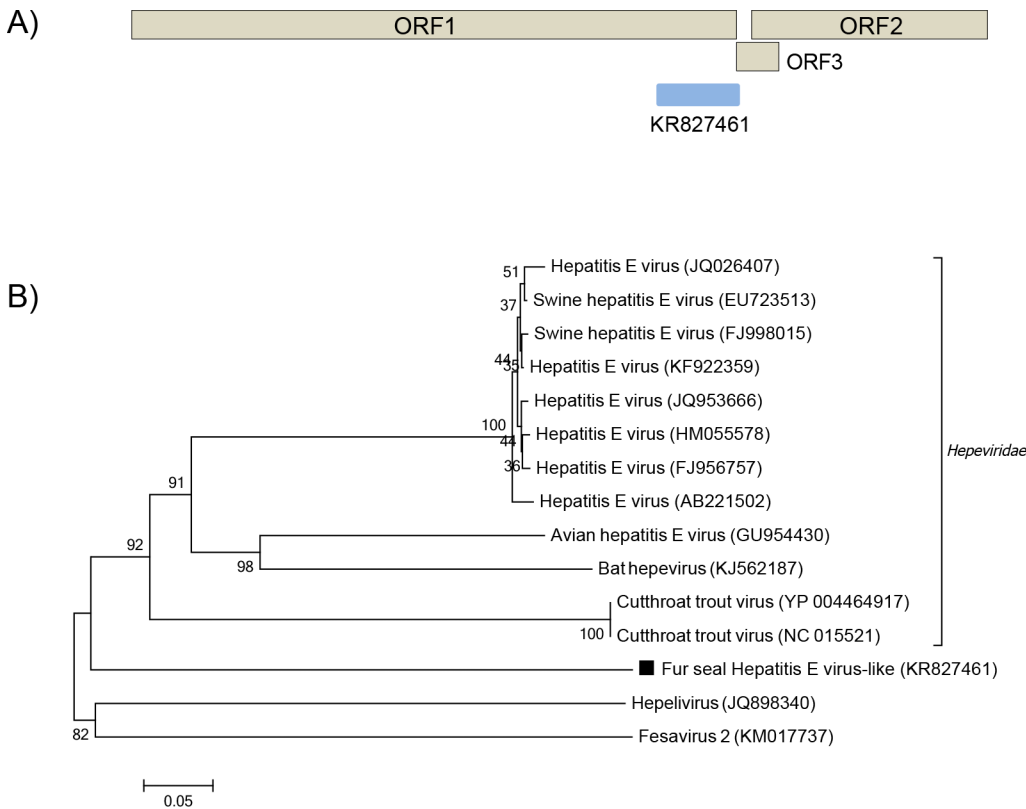 A)
ORF1
ORF2
ORF3
KR827461
B)
51
Hepatitis E virus (JQ026407)
37
Swine hepatitis E virus (EU723513)
Swine hepatitis E virus (FJ998015)
44
35
Hepatitis E virus (KF922359)
Hepatitis E virus (JQ953666)
100
44
Hepatitis E virus (HM055578)
36
Hepatitis E virus (FJ956757)
Hepeviridae
91
Hepatitis E virus (AB221502)
Avian hepatitis E virus (GU954430)
92
98
Bat hepevirus (KJ562187)
Cutthroat trout virus (YP 004464917)
100
Cutthroat trout virus (NC 015521)
Fur seal Hepatitis E virus-like (KR827461)
Hepelivirus (JQ898340)
82
Fesavirus 2 (KM017737)
0.05